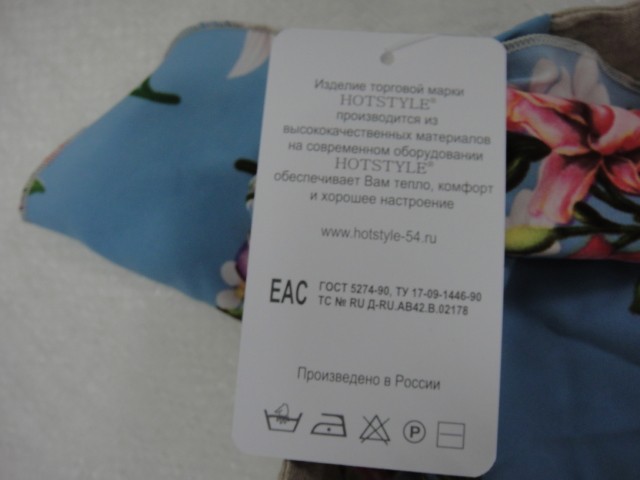 Изделие торговой марки
HOTSTYLE®
производится из
высококачественных материалов
на современном оборудовании
HOTSTYLE®
обеспечивает Вам тепло, комфорт
и хорошее настроение
www.hotstyle-54.ru
EAC ГОСТ 5274-90, ТУ 17-09-1446-90
ТС № RU Д-RU.АВ42.В.02178
Произведено в России
P